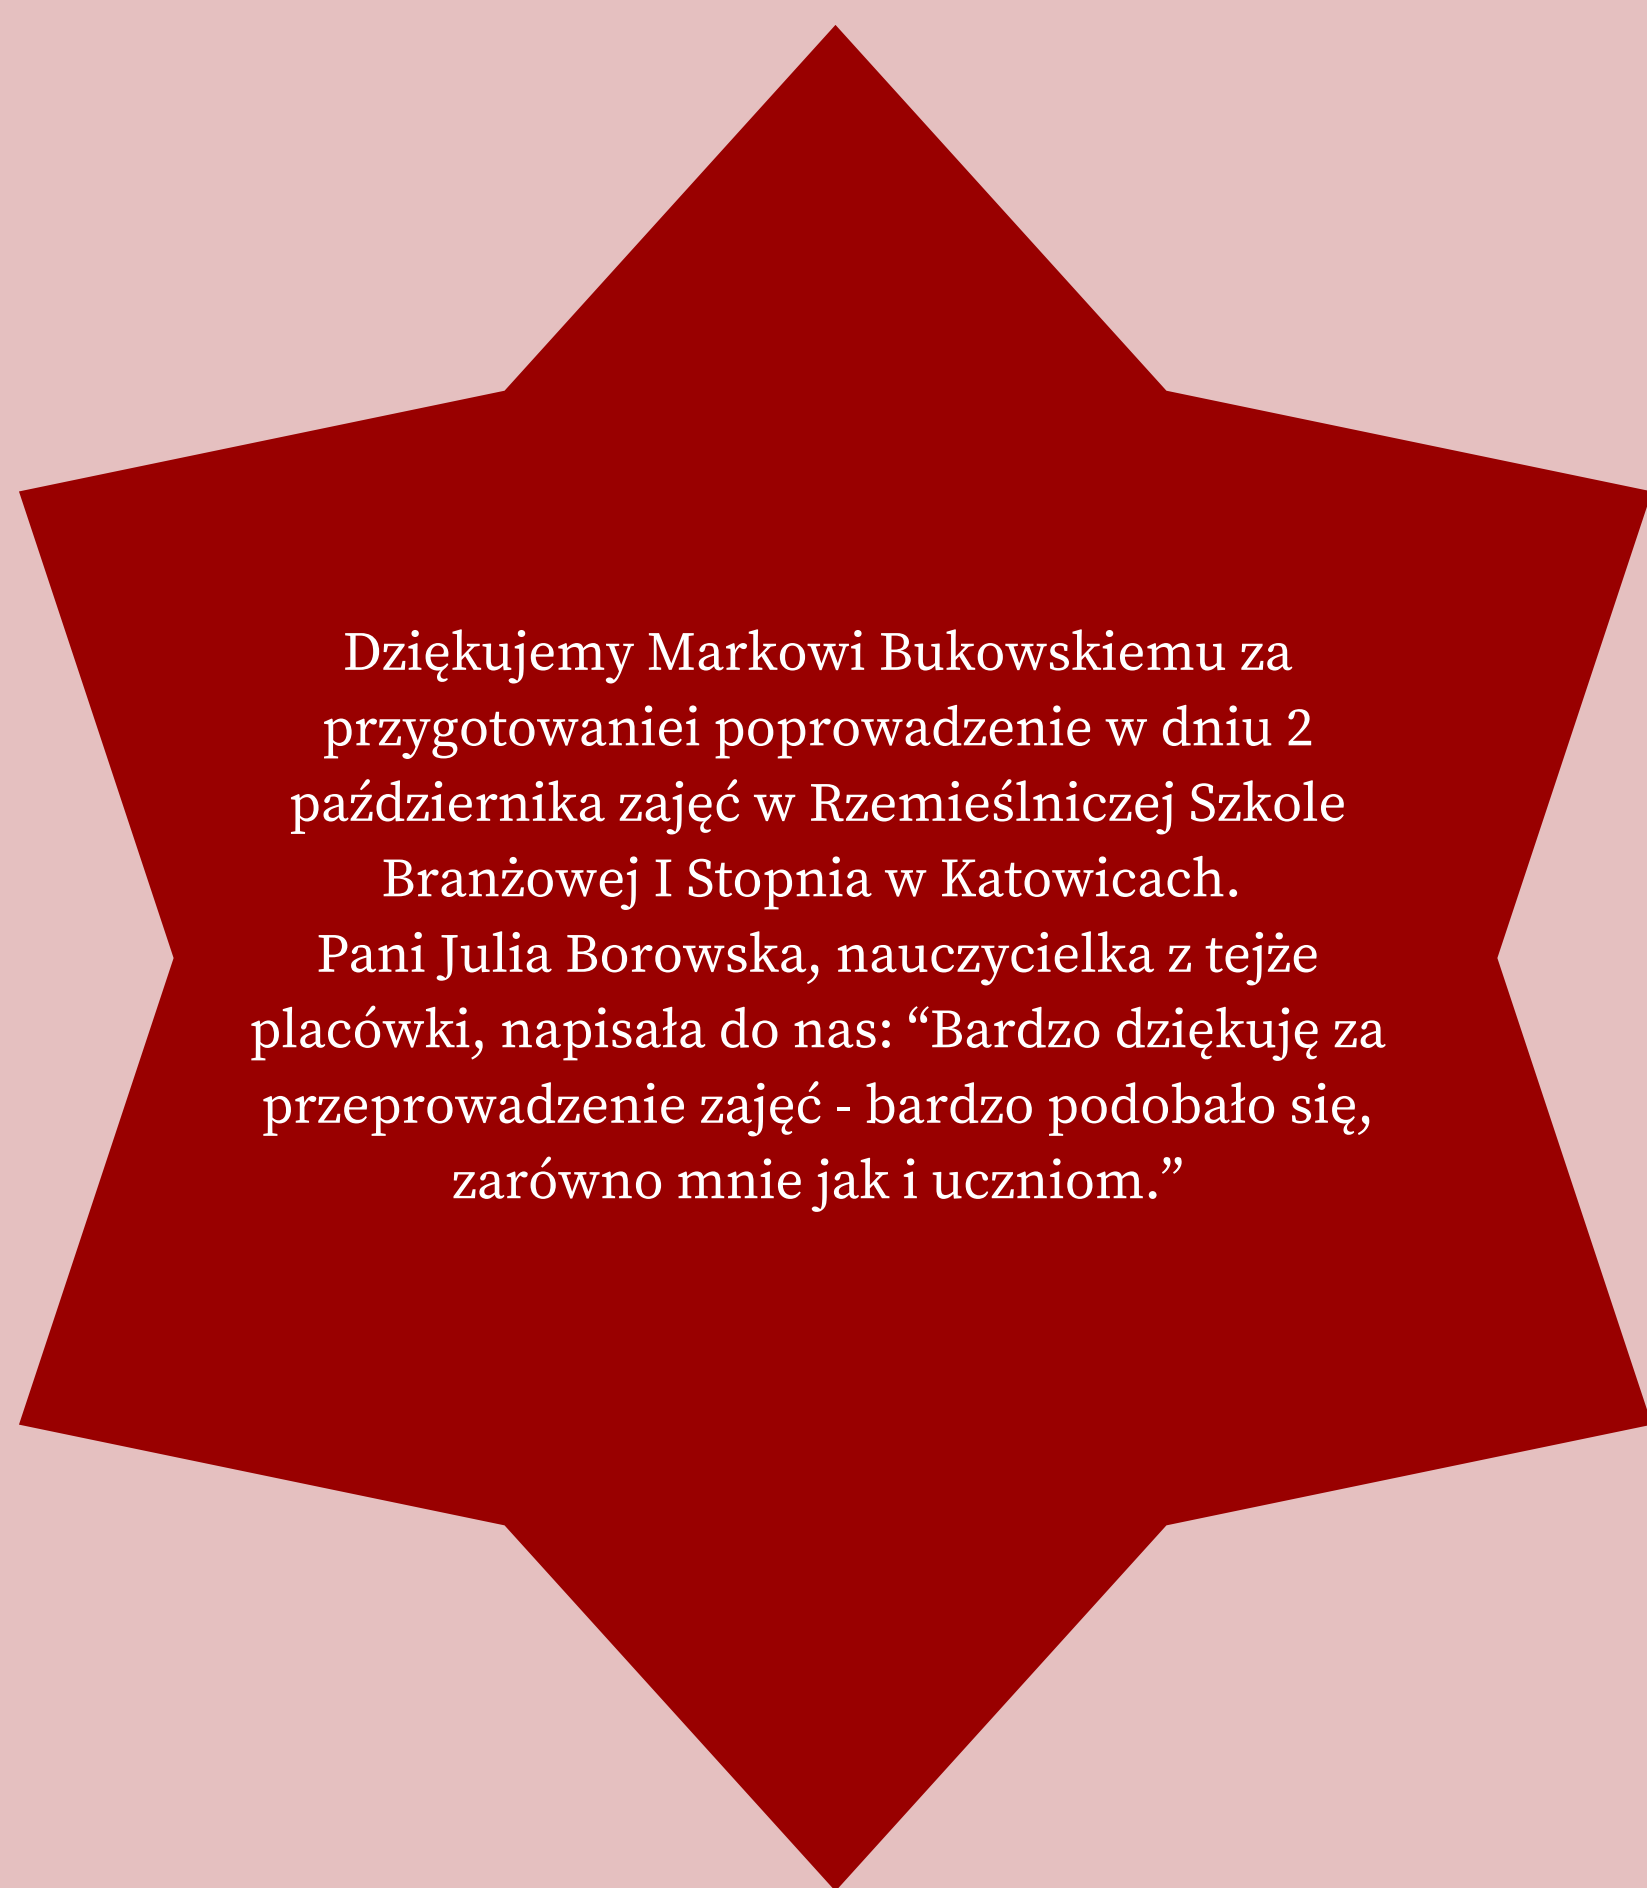 Dziękujemy Markowi Bukowskiemu za
przygotowaniei poprowadzenie w dniu 2
października zajęć w Rzemieślniczej Szkole
Branżowej I Stopnia w Katowicach.
Pani Julia Borowska, nauczycielka z tejże
placówki, napisała do nas: “Bardzo dziękuję za
przeprowadzenie zajęć - bardzo podobało się,
zarówno mnie jak i uczniom.”